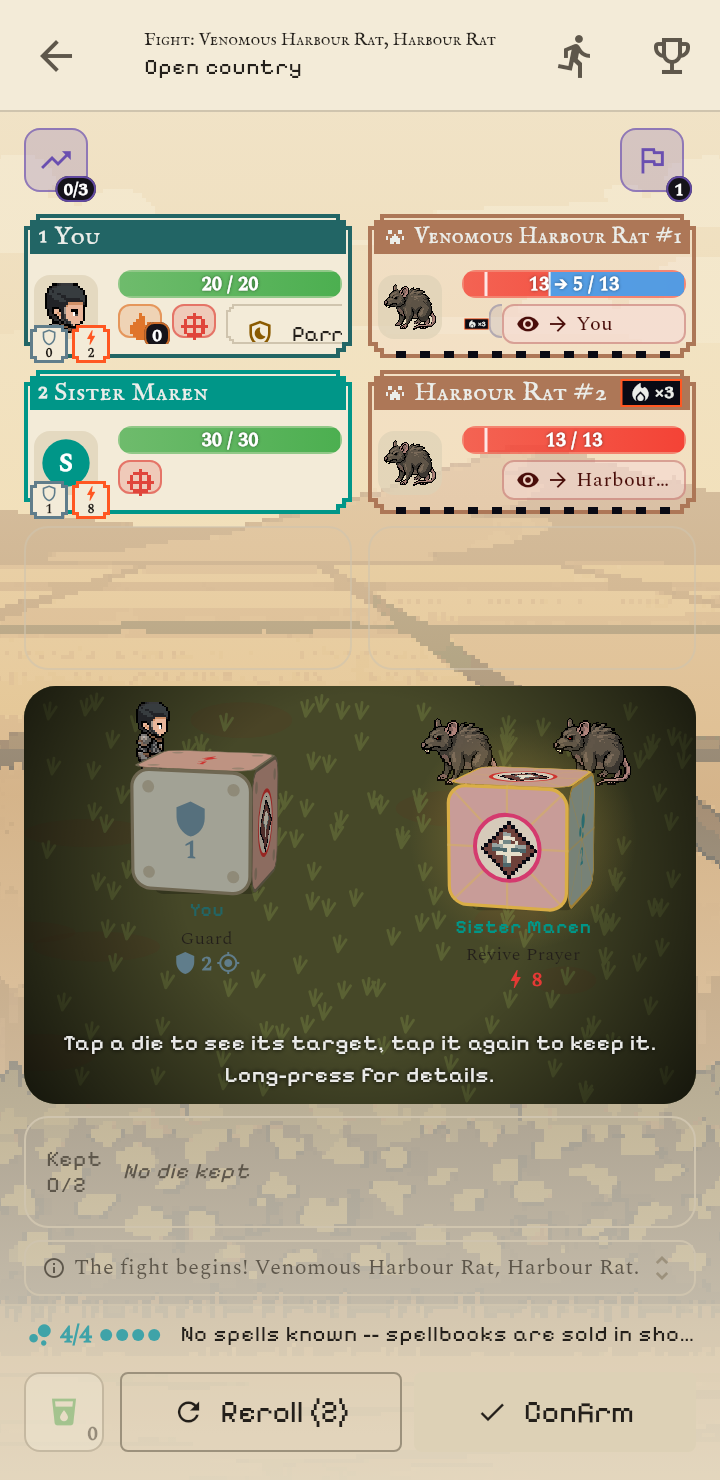 Fight: Venomous Harbour Rat, Harbour Rat
Open country
0/3
1
1 You
20 / 20
0
Parr
0
2
Venomous Harbour Rat #1
13 → 5 / 13
×3
→ You
2 Sister Maren
30 / 30
S
1
8
Harbour Rat #2
×3
13 / 13
→ Harbour...
1
You
Guard
2
1
Sister Maren
Revive Prayer
8
Tap a die to see its target, tap it again to keep it.
Long-press for details.
Kept
0/2
No die kept
The fight begins! Venomous Harbour Rat, Harbour Rat.
4/4
No spells known -- spellbooks are sold in sho...
0
Reroll (2)
Confirm